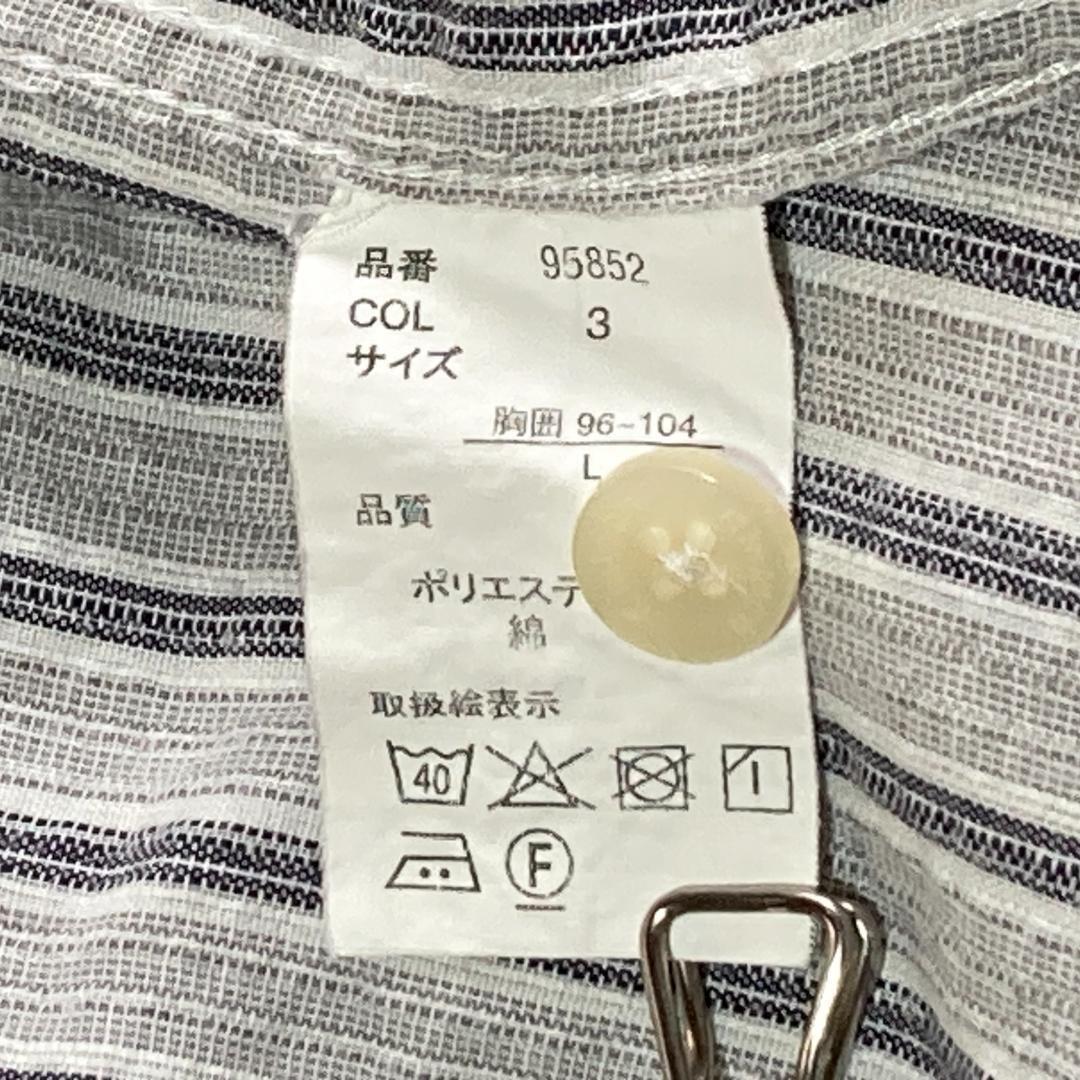 品番 95852
COL 3
サイズ
胸囲 96~104
L
品質
ポリエステ
綿
取扱絵表示
40
F